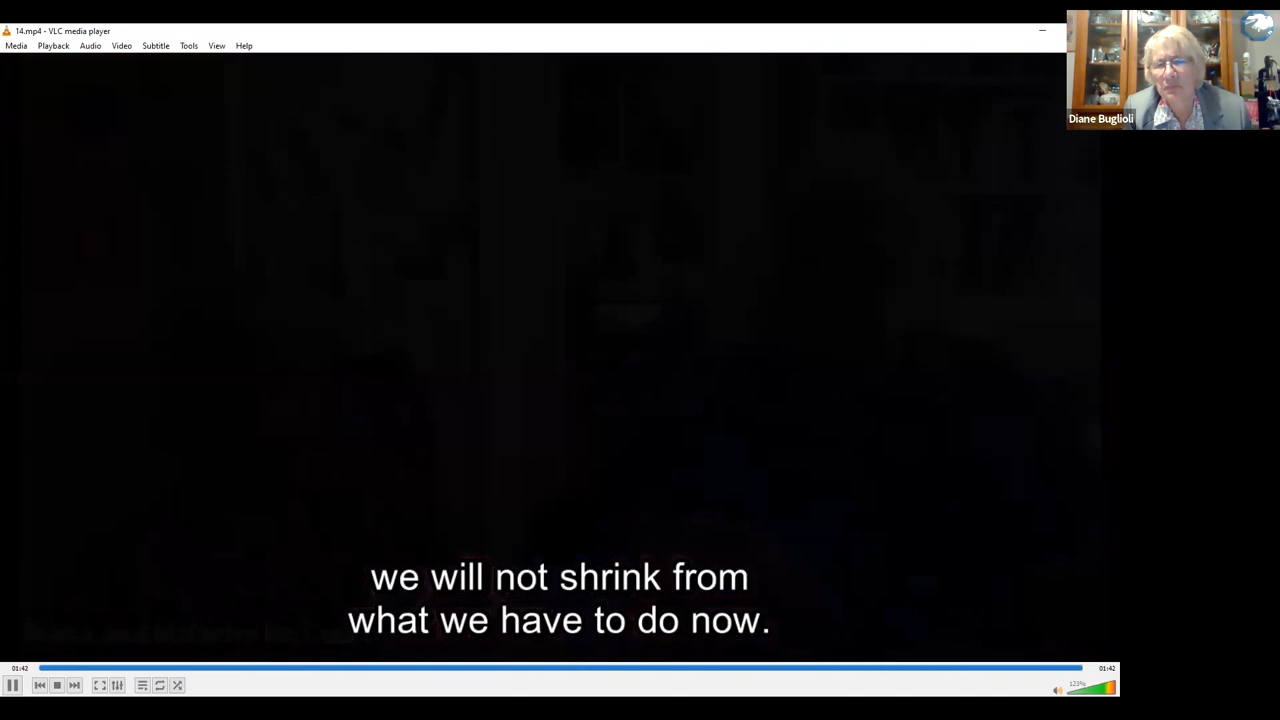 14.mp4 - VLC media player
Media Playback Audio Video Subtitle Tools View Help
Diane Buglioli
we will not shrink from
what we have to do now.
01:42
01:42
123%